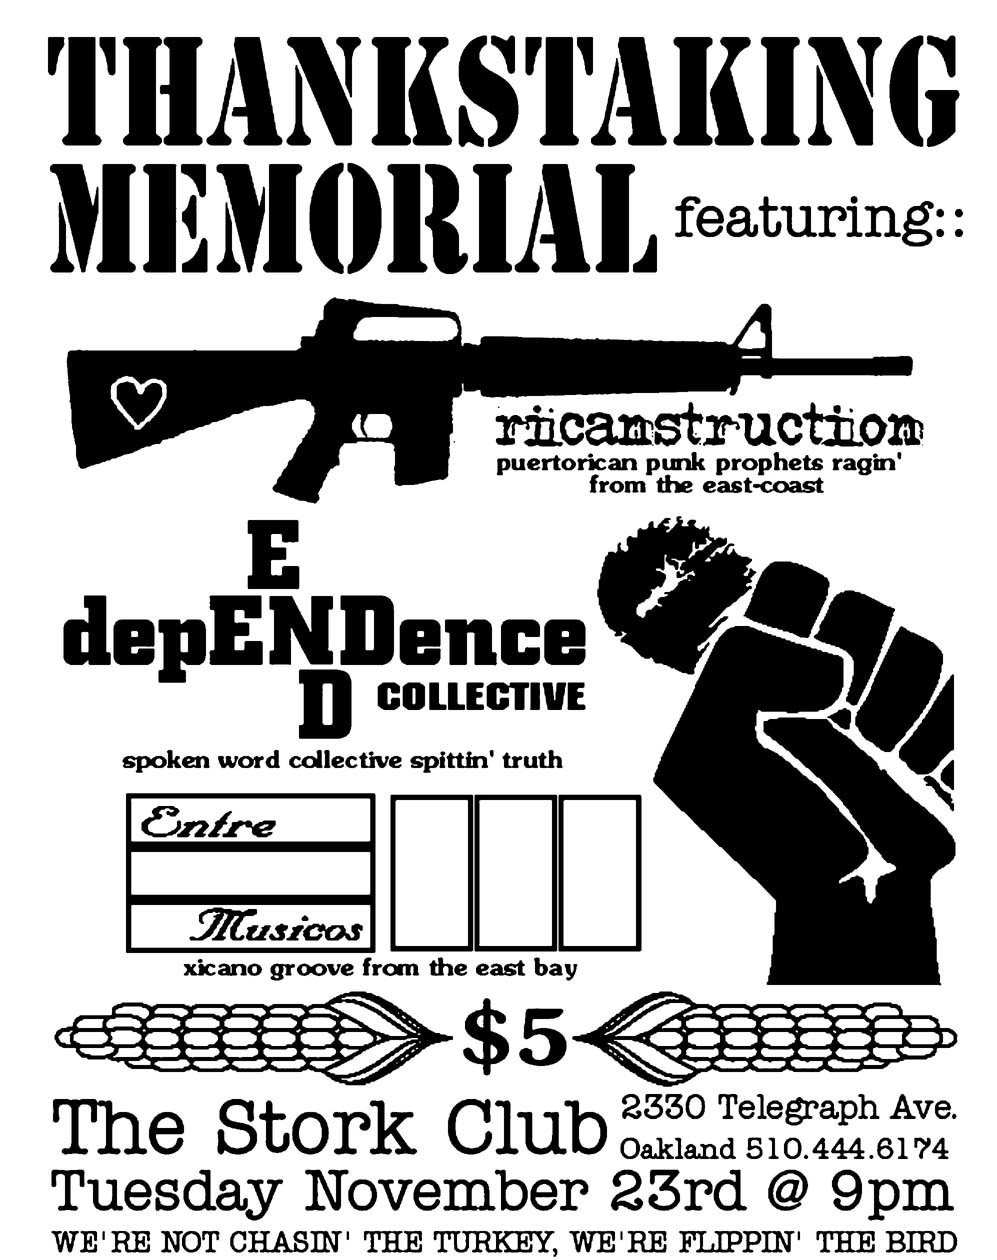 THANKSTAKING
MEMORIAL featuring::
riicanstructiion
puertorican punk prophets ragin'
from the east-coast
E
depENDence
D COLLECTIVE
spoken word collective spittin' truth
Entre
Musicos
xicano groove from the east bay
$5
The Stork Club 2330 Telegraph Ave.
Oakland 510.444.6174
Tuesday November 23rd @ 9pm
WE'RE NOT CHASIN' THE TURKEY, WE'RE FLIPPIN' THE BIRD